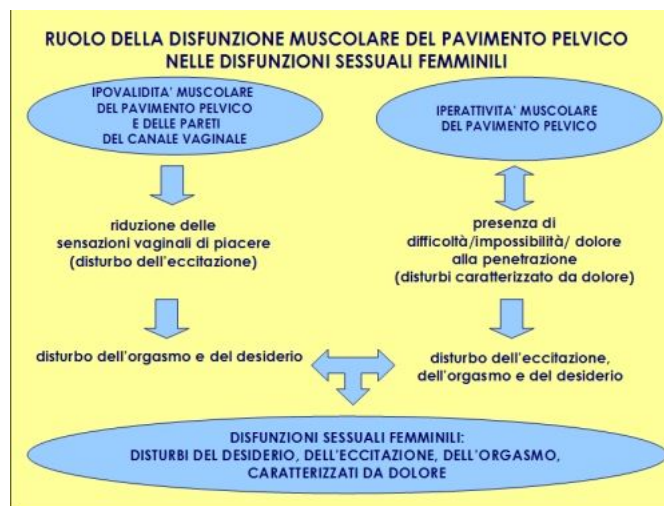 RUOLO DELLA DISFUNZIONE MUSCOLARE DEL PAVIMENTO PELVICO
NELLE DISFUNZIONI SESSUALI FEMMINILI
IPOVALIDITA' MUSCOLARE
DEL PAVIMENTO PELVICO
E DELLE PARETI
DEL CANALE VAGINALE
IPERATTIVITA' MUSCOLARE
DEL PAVIMENTO PELVICO
riduzione delle
sensazioni vaginali di piacere
(disturbo dell'eccitazione)
presenza di
difficoltà/impossibilità/ dolore
alla penetrazione
(disturbi caratterizzato da dolore)
disturbo dell'orgasmo e del desiderio
disturbo dell'eccitazione,
dell'orgasmo e del desiderio
DISFUNZIONI SESSUALI FEMMINILI:
DISTURBI DEL DESIDERIO, DELL'ECCITAZIONE, DELL'ORGASMO,
CARATTERIZZATI DA DOLORE